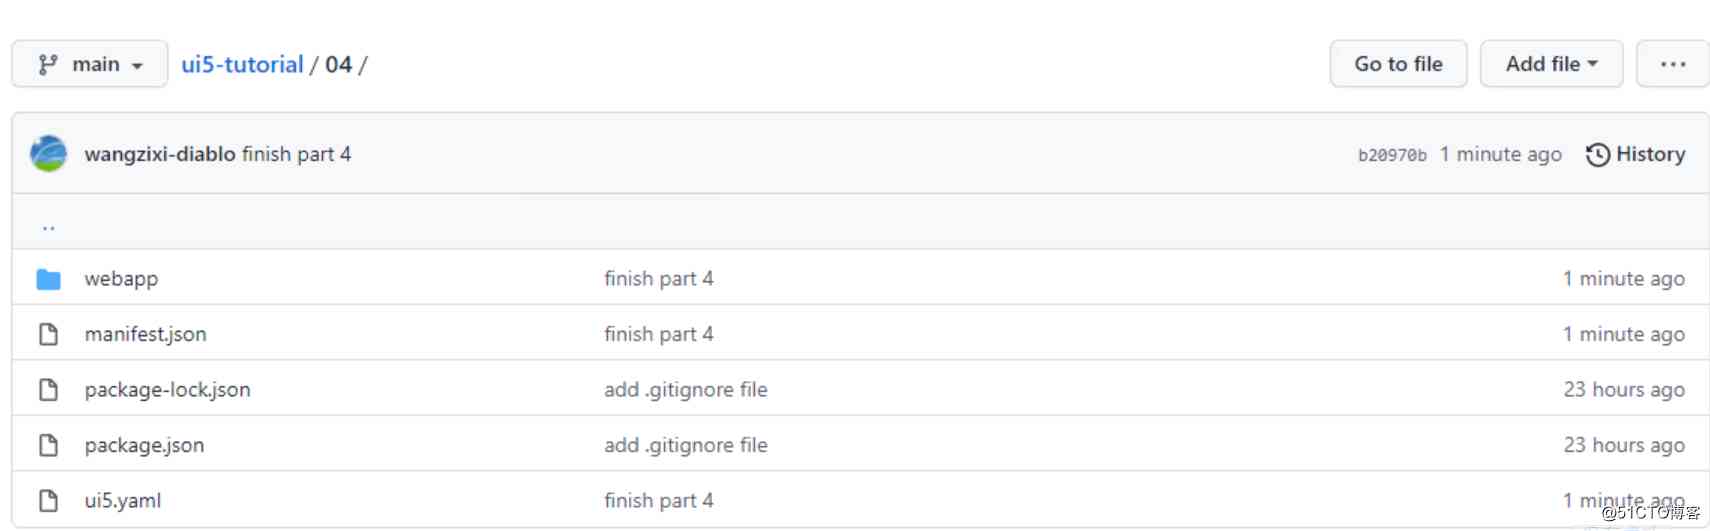 main ui5-tutorial / 04 / Go to file Add file ...
wangzixi-diablo finish part 4 b20970b 1 minute ago History
..
webapp finish part 4 1 minute ago
manifest.json finish part 4 1 minute ago
package-lock.json add .gitignore file 23 hours ago
package.json add .gitignore file 23 hours ago
ui5.yaml finish part 4 1 minute ago
@51CTO博客